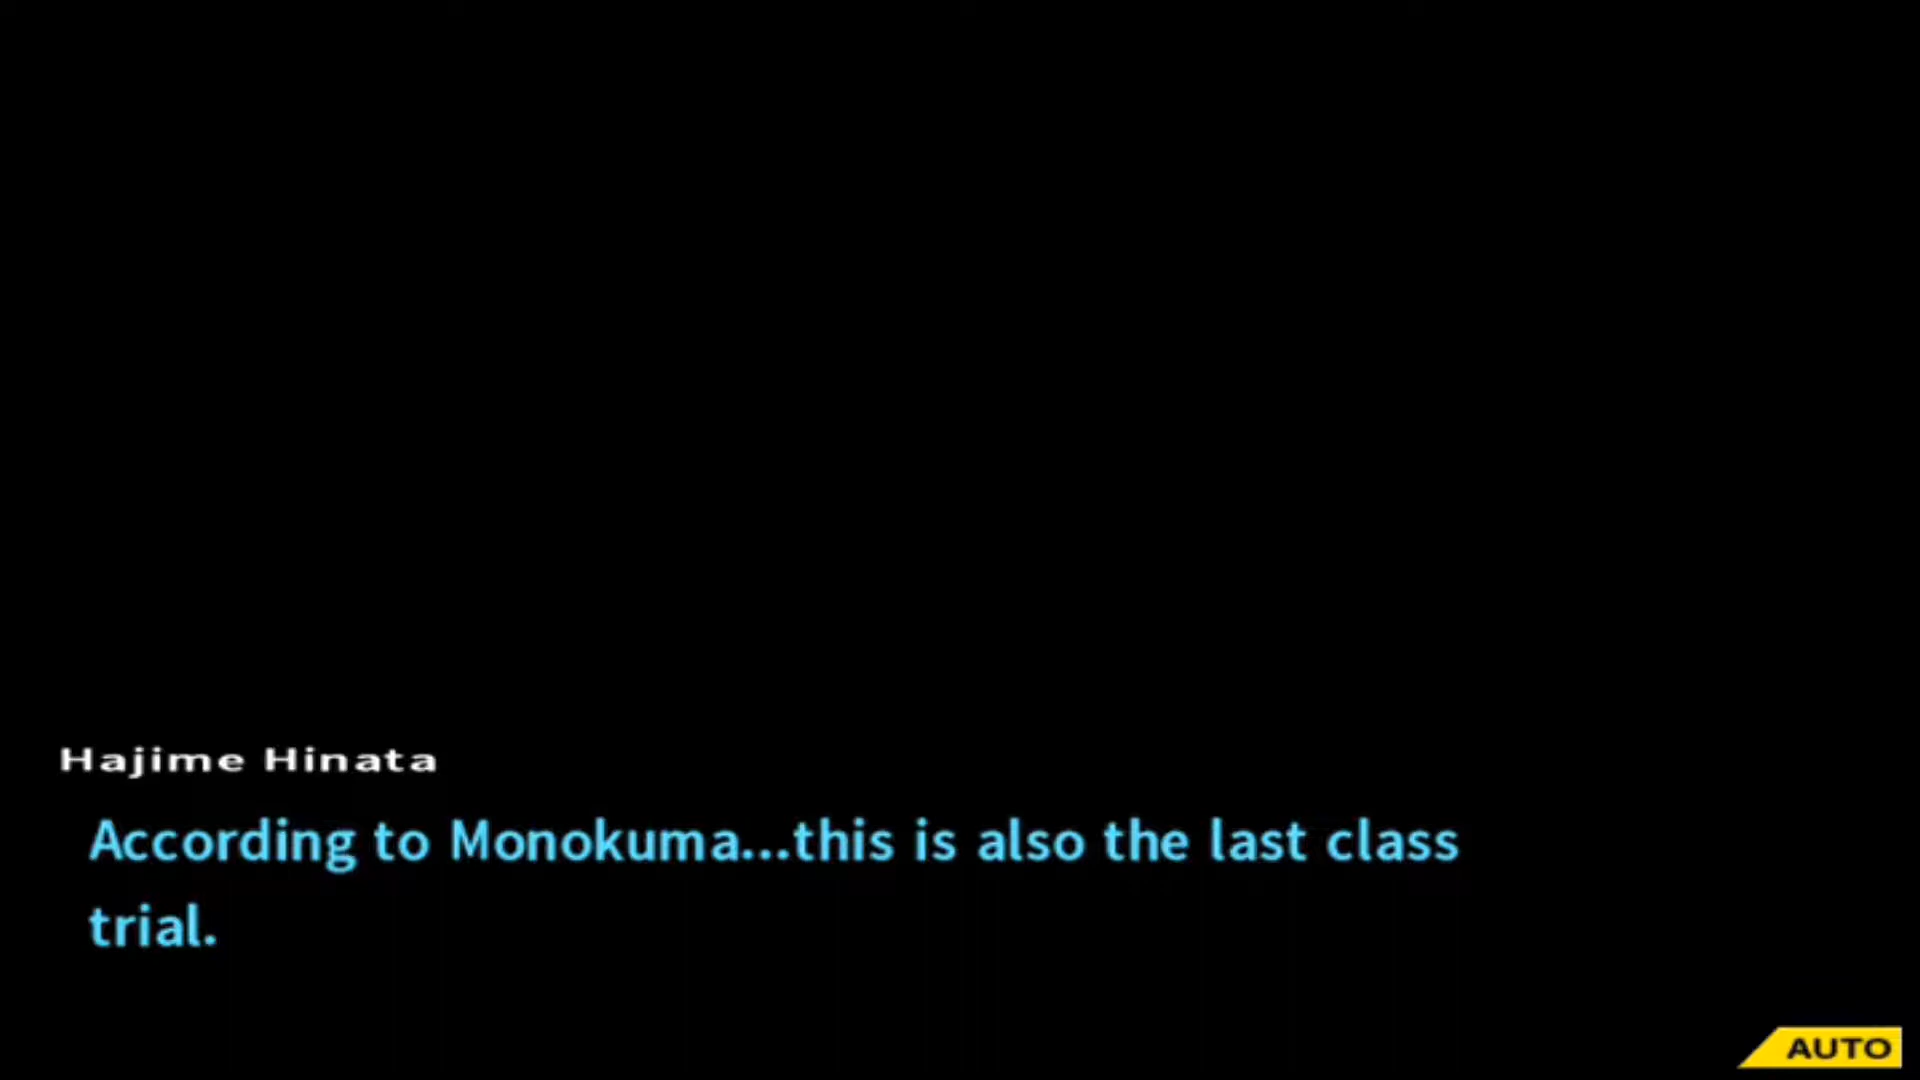 Hajime Hinata
According to Monokuma...this is also the last class
trial.
AUTO